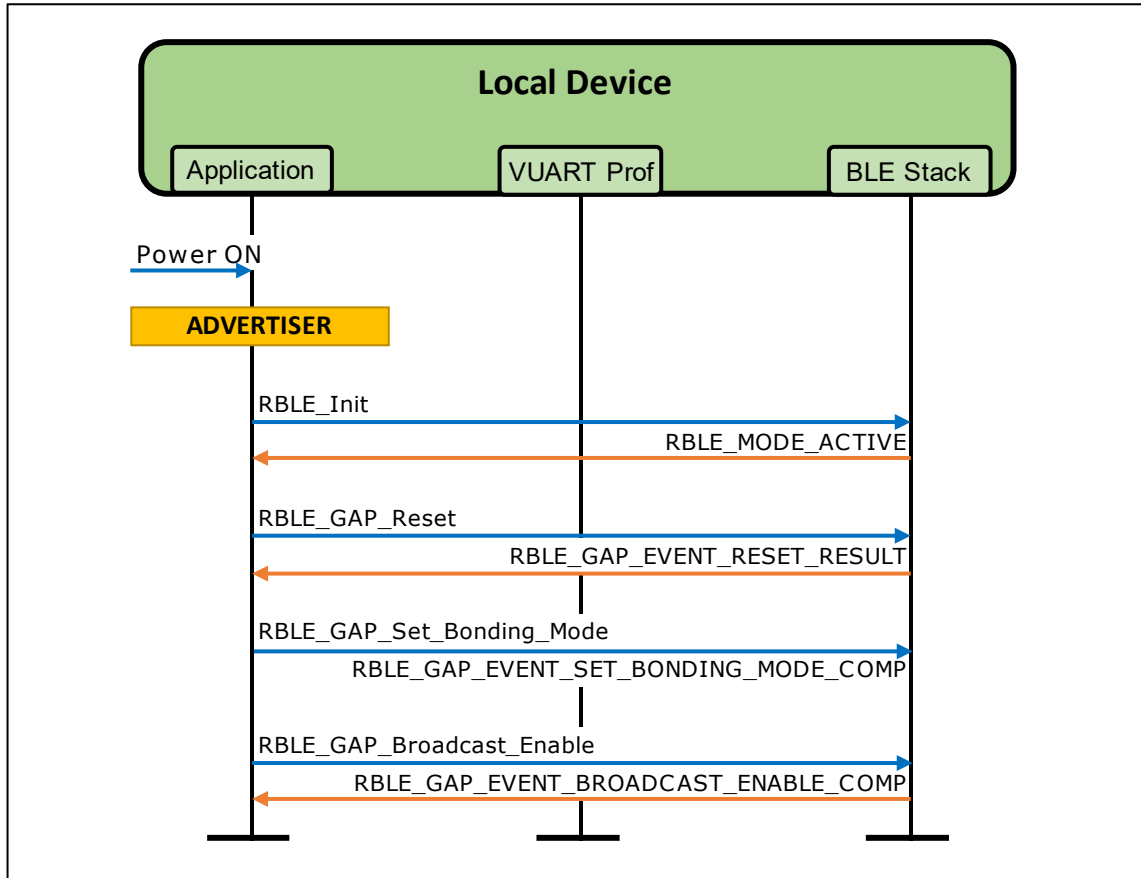 Local Device
Application
VUART Prof
BLE Stack
Power ON
ADVERTISER
RBLE_Init
RBLE_MODE_ACTIVE
RBLE_GAP_Reset
RBLE_GAP_EVENT_RESET_RESULT
RBLE_GAP_Set_Bonding_Mode
RBLE_GAP_EVENT_SET_BONDING_MODE_COMP
RBLE_GAP_Broadcast_Enable
RBLE_GAP_EVENT_BROADCAST_ENABLE_COMP